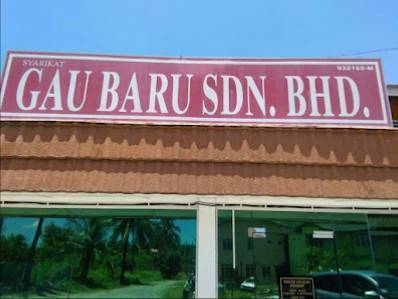 SYARIKAT
932165-M
GAU BARU SDN. BHD.